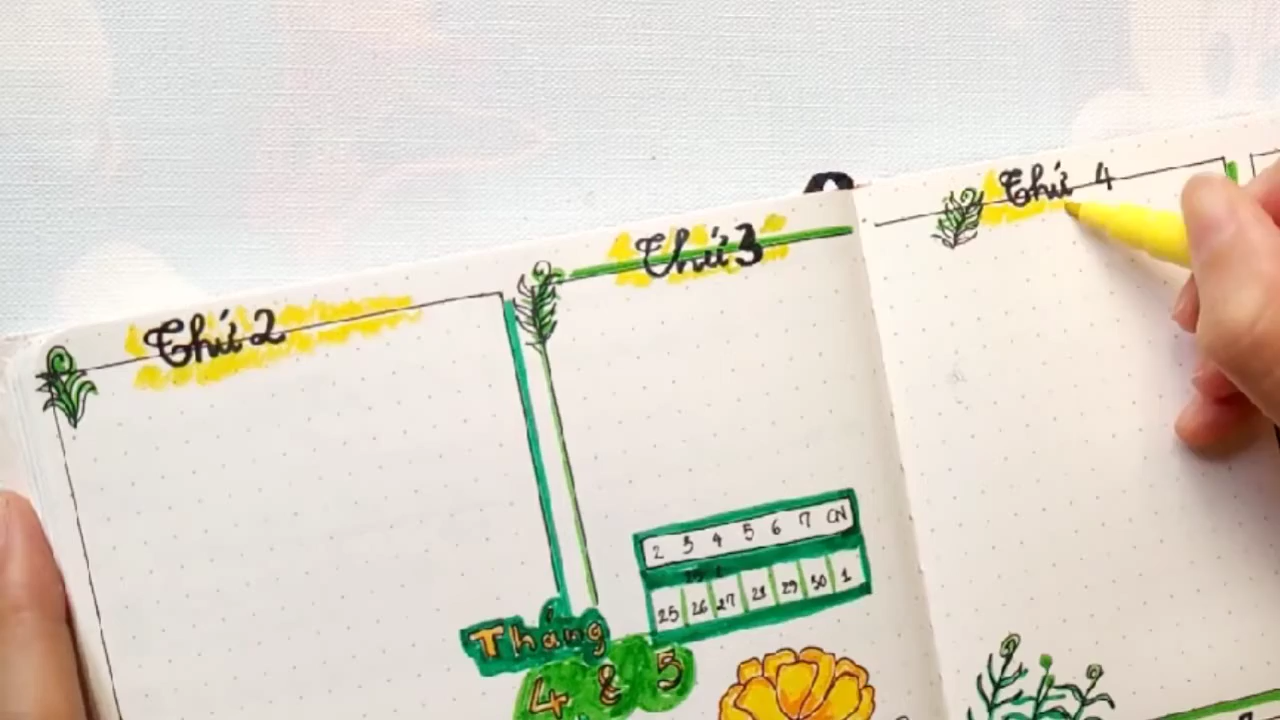 Thứ 2
Thứ 3
Thứ 4
2 3 4 5 6 7 CN
25 26 27 28 29 30 1
Tháng
4 & 5